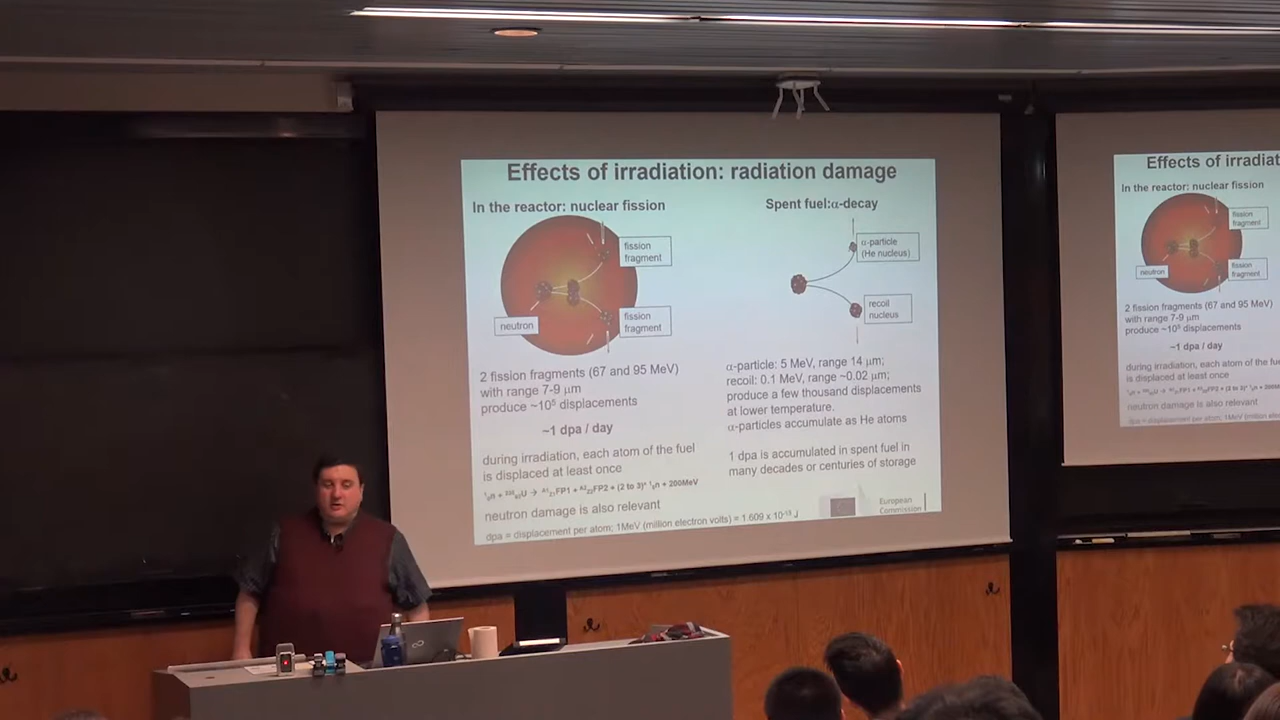 Effects of irradiation: radiation damage
In the reactor: nuclear fission
fission
fragment
neutron
fission
fragment
2 fission fragments (67 and 95 MeV)
with range 7-9 μm
produce ~10⁵ displacements
~1 dpa / day
during irradiation, each atom of the fuel
is displaced at least once
neutron damage is also relevant
dpa = displacement per atom; 1MeV (million electron volts) = 1.609 x 10⁻¹³ J
Spent fuel:α-decay
α-particle
(He nucleus)
recoil
nucleus
α-particle: 5 MeV, range 14 μm;
recoil: 0.1 MeV, range ~0.02 μm;
produce a few thousand displacements
at lower temperature.
α-particles accumulate as He atoms
1 dpa is accumulated in spent fuel in
many decades or centuries of storage
European
Commission
Effects of irradiat
In the reactor: nuclear fission
fission
fragment
neutron
fission
fragment
2 fission fragments (67 and 95 MeV)
with range 7-9 μm
produce ~10⁵ displacements
~1 dpa / day
during irradiation, each atom of the fue
is displaced at least once
neutron damage is also relevant
dpa = displacement per atom; 1MeV (million ele